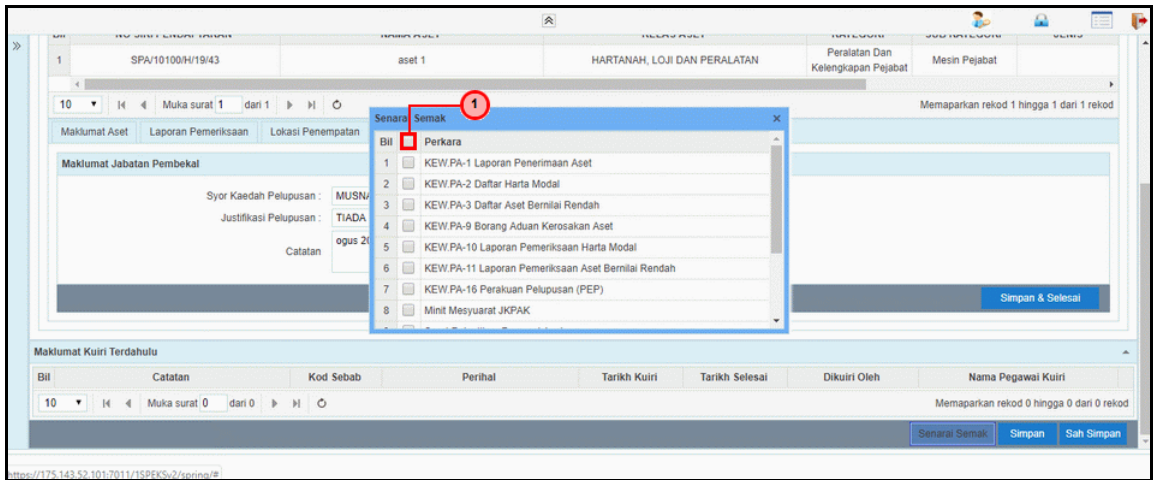 1 SPA/10100/H/19/43 aset 1 HARTANAH, LOJI DAN PERALATAN Peralatan Dan Kelengkapan Pejabat Mesin Pejabat
10 Muka surat 1 dari 1 Memaparkan rekod 1 hingga 1 dari 1 rekod
1
Senarai Semak
Maklumat Aset Laporan Pemeriksaan Lokasi Penempatan
Bil Perkara
1 KEW.PA-1 Laporan Penerimaan Aset
2 KEW.PA-2 Daftar Harta Modal
3 KEW.PA-3 Daftar Aset Bernilai Rendah
4 KEW.PA-9 Borang Aduan Kerosakan Aset
5 KEW.PA-10 Laporan Pemeriksaan Harta Modal
6 KEW.PA-11 Laporan Pemeriksaan Aset Bernilai Rendah
7 KEW.PA-16 Perakuan Pelupusan (PEP)
8 Minit Mesyuarat JKPAK
Maklumat Jabatan Pembekal
Syor Kaedah Pelupusan : MUSNA
Justifikasi Pelupusan : TIADA
Catatan ogus 20
Simpan & Selesai
Maklumat Kuiri Terdahulu
Bil Catatan Kod Sebab Perihal Tarikh Kuiri Tarikh Selesai Dikuiri Oleh Nama Pegawai Kuiri
10 Muka surat 0 dari 0 Memaparkan rekod 0 hingga 0 dari 0 rekod
Senarai Semak Simpan Sah Simpan
https://175.143.52.101:7011/1SPEKSv2/spring/#